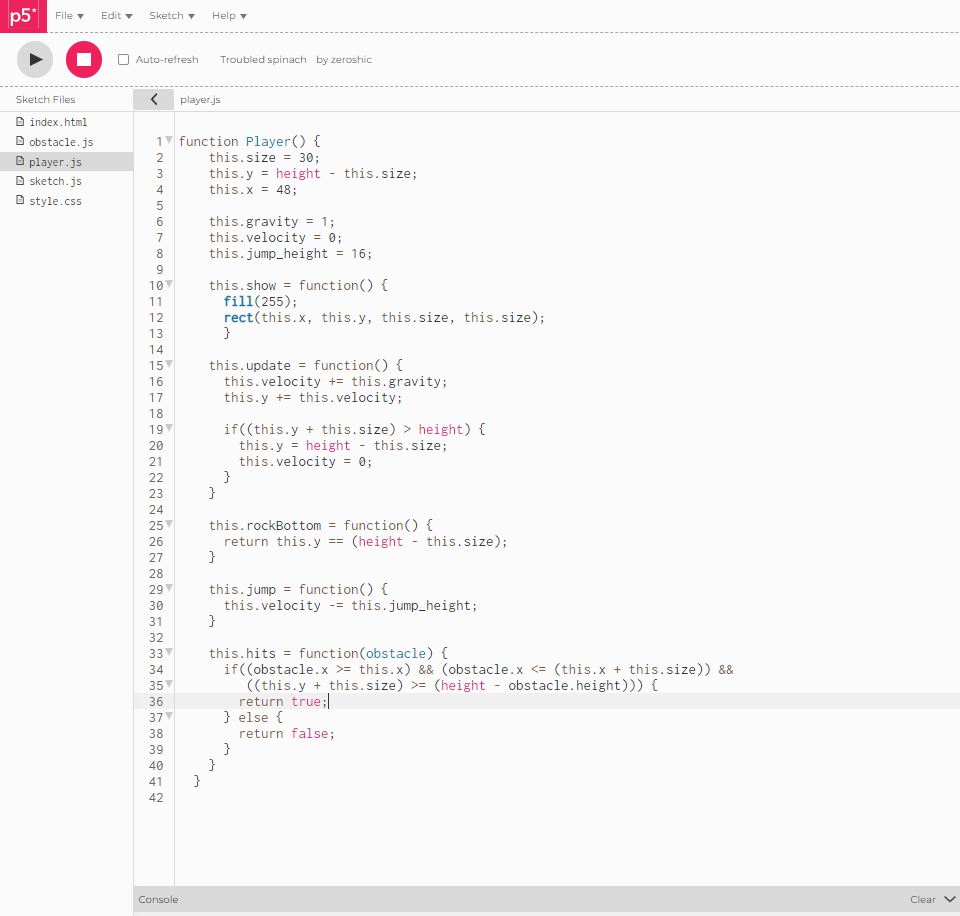 p5* File Edit Sketch Help
Auto-refresh Troubled spinach by zeroshic
Sketch Files
index.html
obstacle.js
player.js
sketch.js
style.css
player.js
1 function Player() {
2 this.size = 30;
3 this.y = height - this.size;
4 this.x = 48;
5
6 this.gravity = 1;
7 this.velocity = 0;
8 this.jump_height = 16;
9
10 this.show = function() {
11 fill(255);
12 rect(this.x, this.y, this.size, this.size);
13 }
14
15 this.update = function() {
16 this.velocity += this.gravity;
17 this.y += this.velocity;
18
19 if((this.y + this.size) > height) {
20 this.y = height - this.size;
21 this.velocity = 0;
22 }
23 }
24
25 this.rockBottom = function() {
26 return this.y == (height - this.size);
27 }
28
29 this.jump = function() {
30 this.velocity -= this.jump_height;
31 }
32
33 this.hits = function(obstacle) {
34 if((obstacle.x >= this.x) && (obstacle.x <= (this.x + this.size)) &&
35 ((this.y + this.size) >= (height - obstacle.height))) {
36 return true;
37 } else {
38 return false;
39 }
40 }
41 }
42
Console Clear